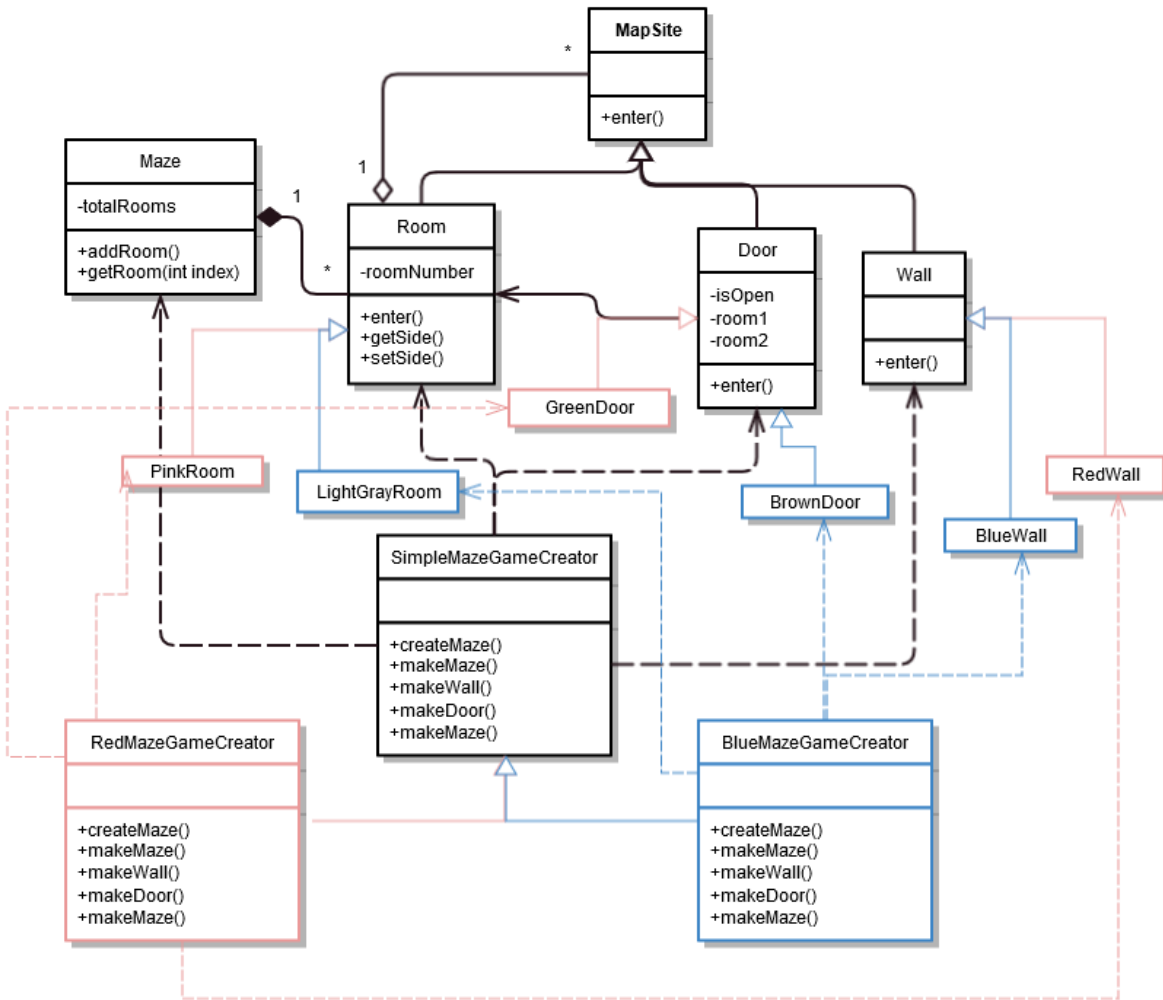 MapSite
+enter()
*
1
Maze
-totalRooms
+addRoom()
+getRoom(int index)
1
*
Room
-roomNumber
+enter()
+getSide()
+setSide()
Door
-isOpen
-room1
-room2
+enter()
Wall
+enter()
GreenDoor
PinkRoom
LightGrayRoom
BrownDoor
RedWall
BlueWall
SimpleMazeGameCreator
+createMaze()
+makeMaze()
+makeWall()
+makeDoor()
+makeMaze()
RedMazeGameCreator
+createMaze()
+makeMaze()
+makeWall()
+makeDoor()
+makeMaze()
BlueMazeGameCreator
+createMaze()
+makeMaze()
+makeWall()
+makeDoor()
+makeMaze()